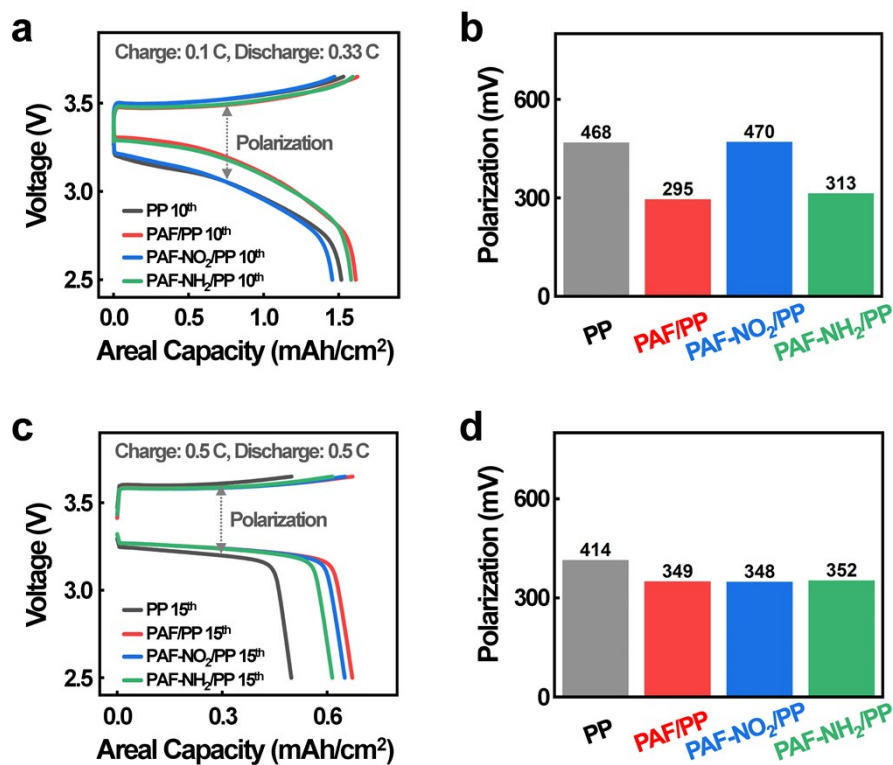 a
Charge: 0.1 C, Discharge: 0.33 C
3.5
3.0
2.5
Voltage (V)
Polarization
PP 10th
PAF/PP 10th
PAF-NO2/PP 10th
PAF-NH2/PP 10th
0.0 0.5 1.0 1.5
Areal Capacity (mAh/cm2)
b
Polarization (mV)
600
300
0
468 295 470 313
PP PAF/PP PAF-NO2/PP PAF-NH2/PP
c
Charge: 0.5 C, Discharge: 0.5 C
3.5
3.0
2.5
Voltage (V)
Polarization
PP 15th
PAF/PP 15th
PAF-NO2/PP 15th
PAF-NH2/PP 15th
0.0 0.3 0.6
Areal Capacity (mAh/cm2)
d
Polarization (mV)
600
300
0
414 349 348 352
PP PAF/PP PAF-NO2/PP PAF-NH2/PP